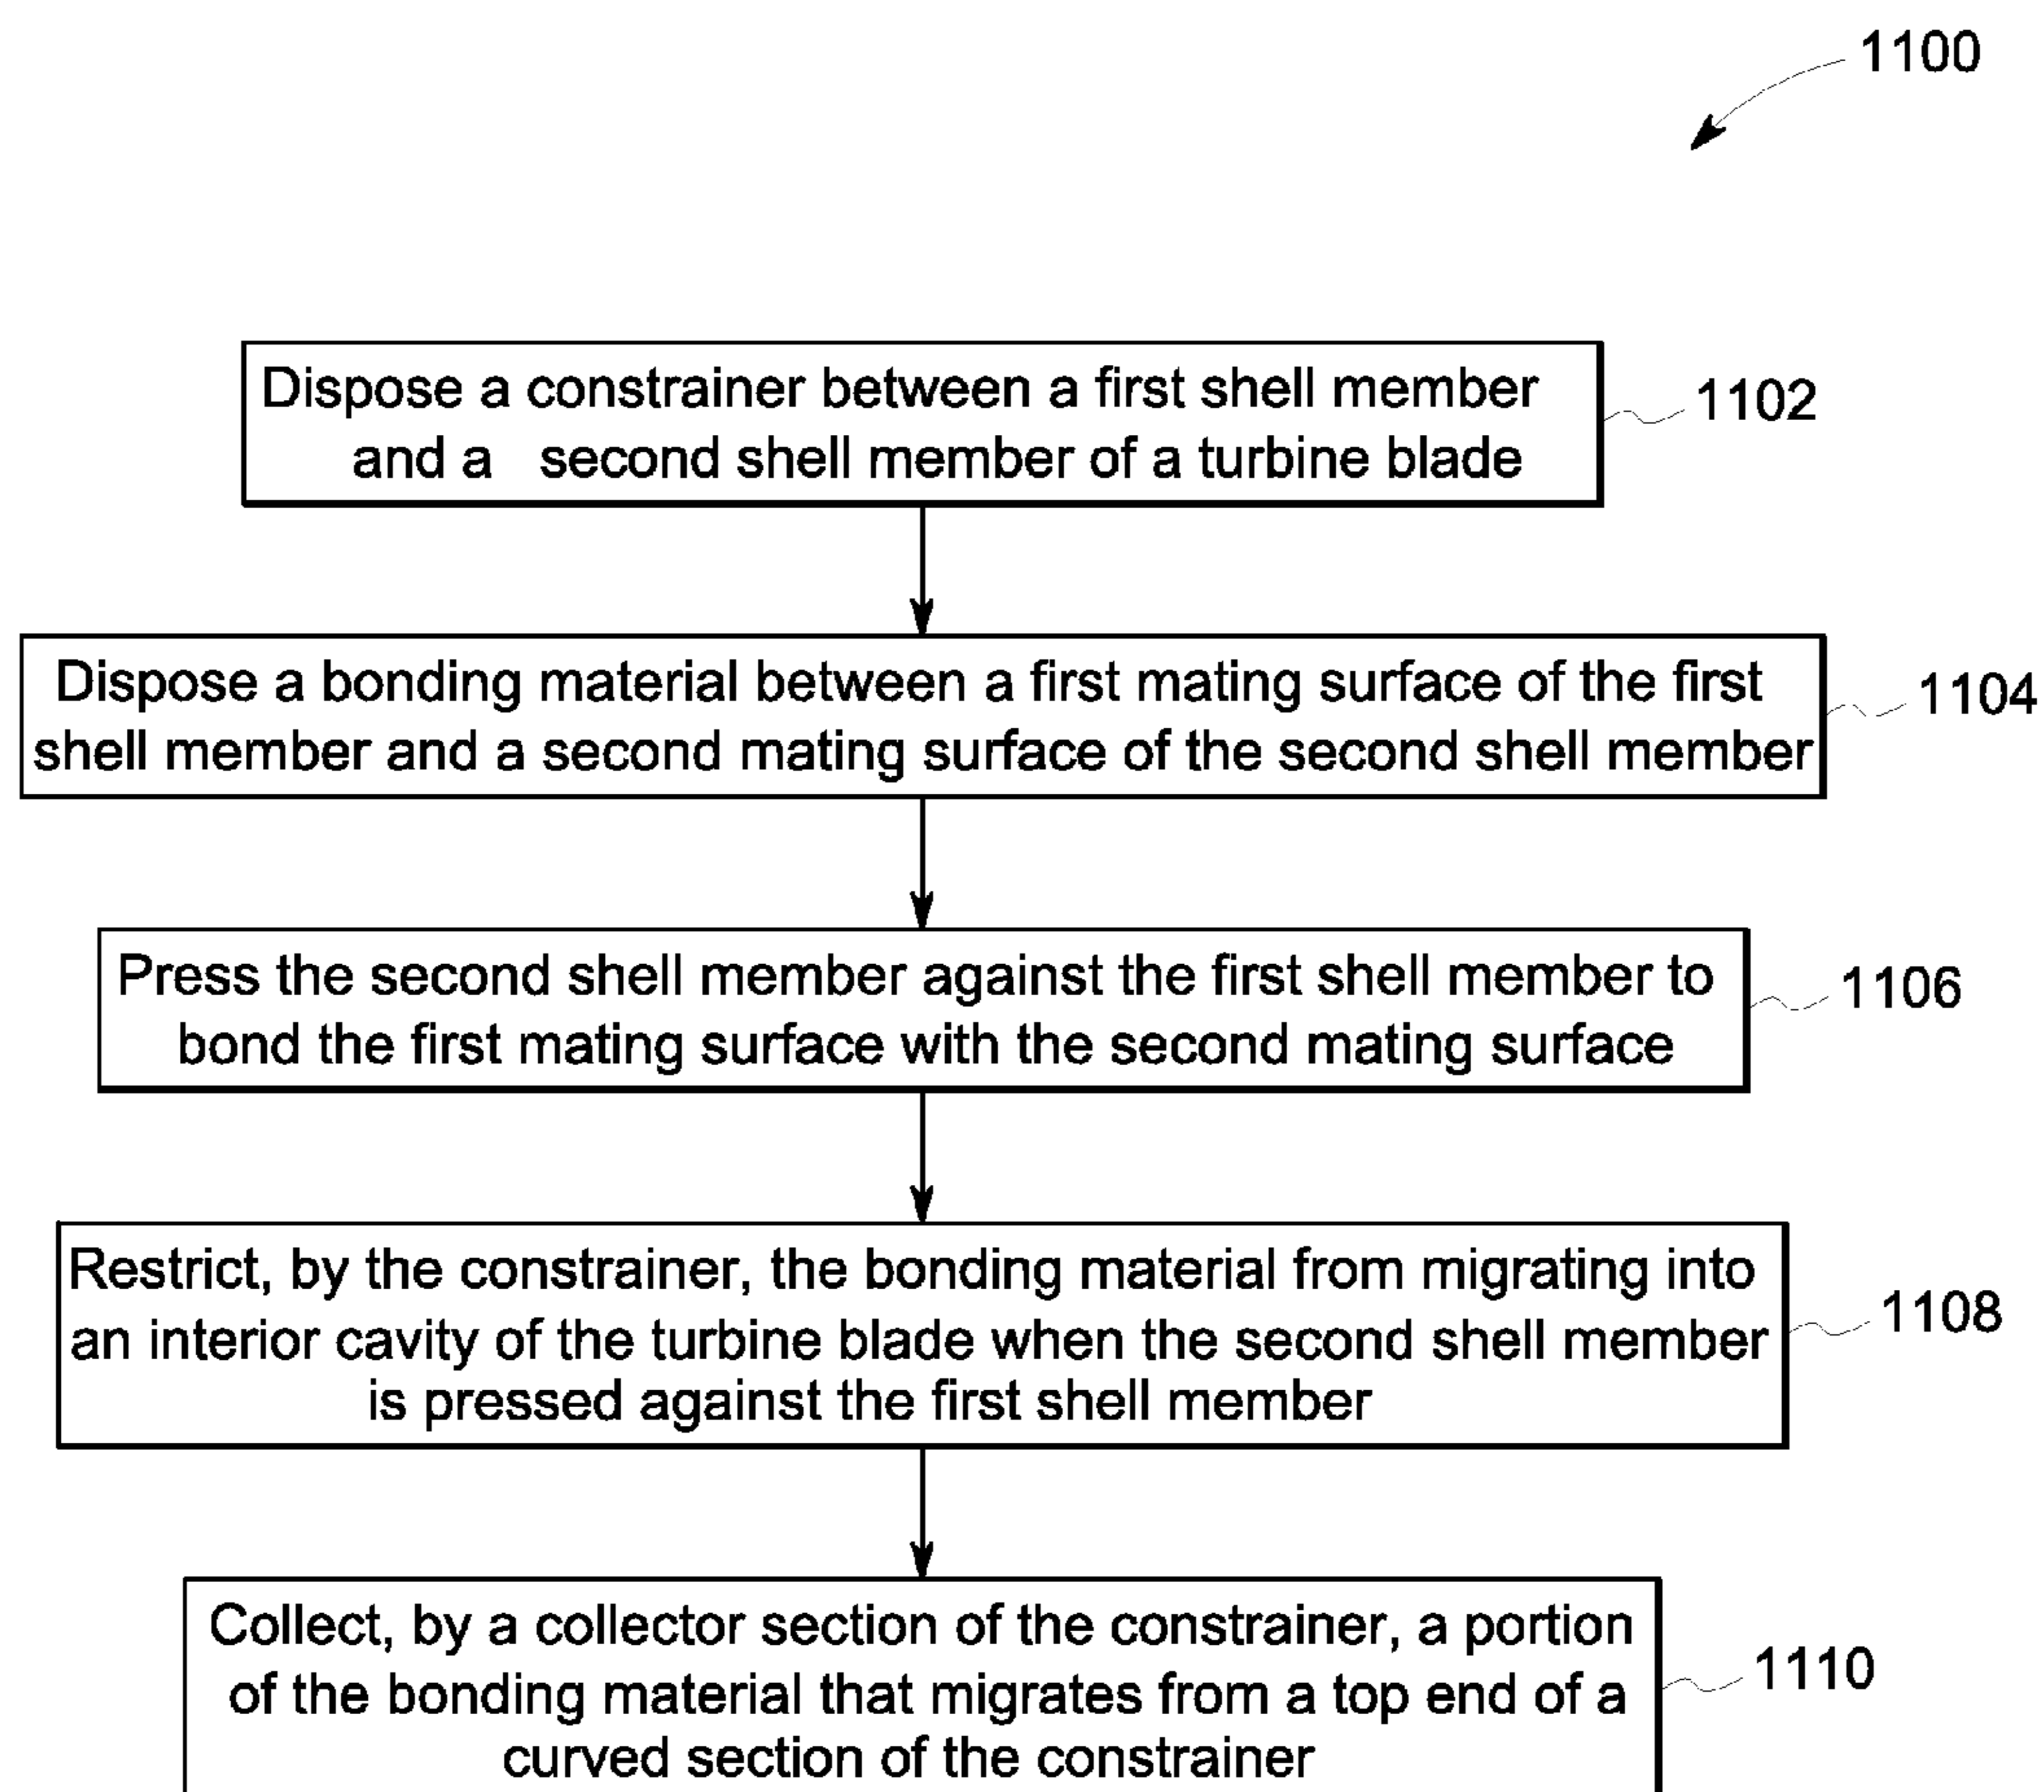 1100
Dispose a constrainer between a first shell member
and a second shell member of a turbine blade
1102
Dispose a bonding material between a first mating surface of the first
shell member and a second mating surface of the second shell member
1104
Press the second shell member against the first shell member to
bond the first mating surface with the second mating surface
1106
Restrict, by the constrainer, the bonding material from migrating into
an interior cavity of the turbine blade when the second shell member
is pressed against the first shell member
1108
Collect, by a collector section of the constrainer, a portion
of the bonding material that migrates from a top end of a
curved section of the constrainer
1110